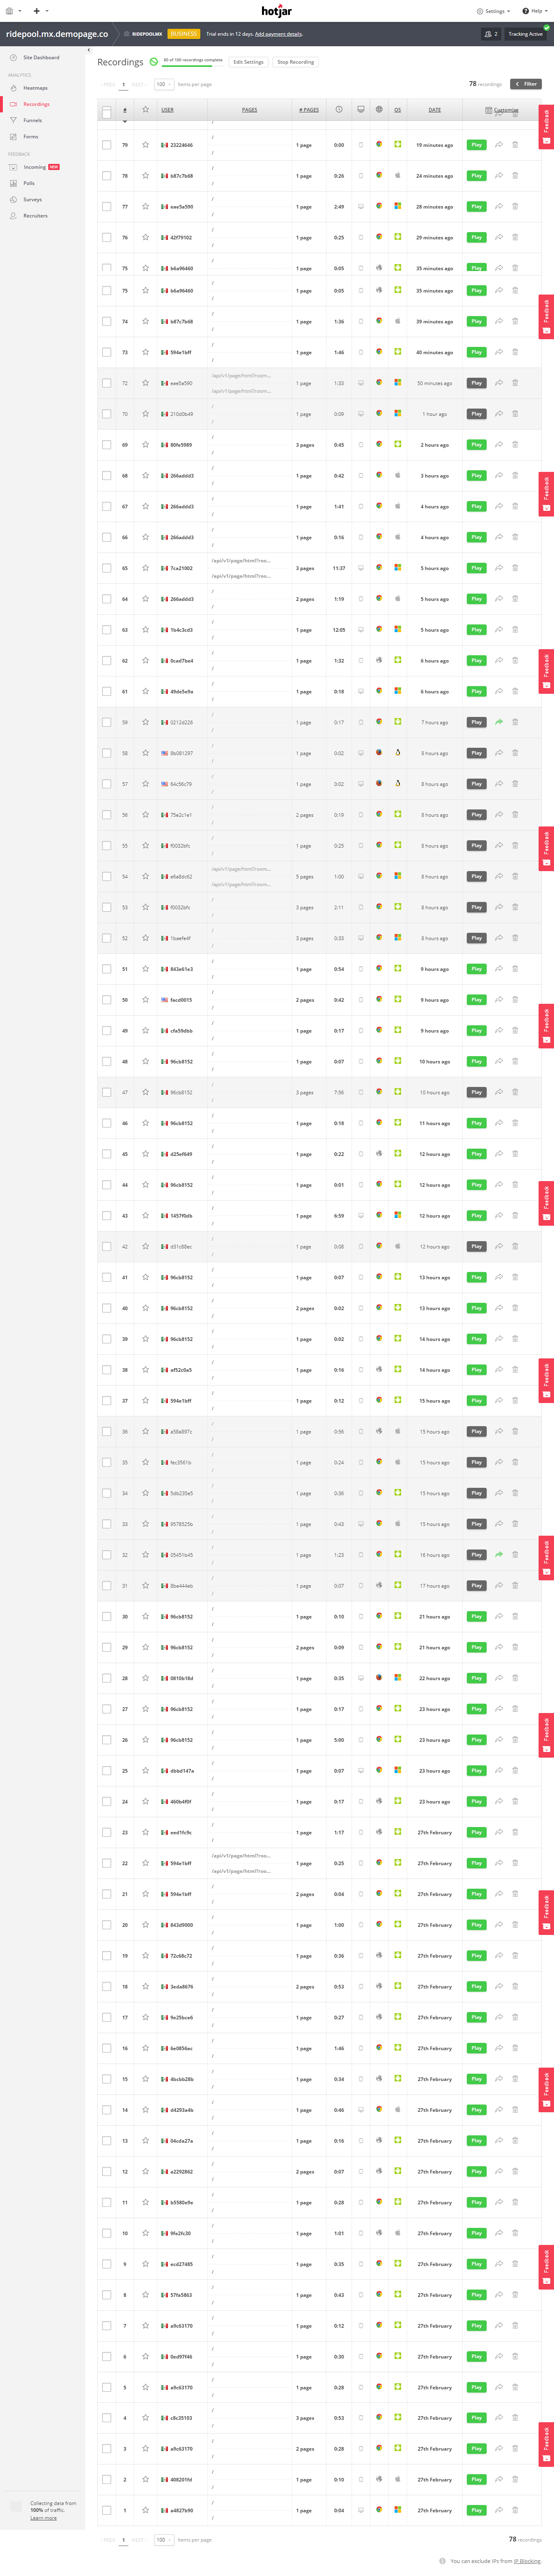 hotjar
Settings
Help
ridepool.mx.demopage.co
RIDEPOOLMX
BUSINESS
Trial ends in 12 days. Add payment details.
2
Tracking Active
Site Dashboard
ANALYTICS
Heatmaps
Recordings
Funnels
Forms
FEEDBACK
Incoming NEW
Polls
Surveys
Recruiters
Recordings
80 of 100 recordings complete
Edit Settings
Stop Recording
‹ PREV 1 NEXT › 100 items per page
78 recordings
Filter
# USER PAGES # PAGES OS DATE Customise
79 23224646 / / 1 page 0:00 19 minutes ago Play
78 b87c7b68 / / 1 page 0:26 24 minutes ago Play
77 eae5a590 / / 1 page 2:49 28 minutes ago Play
76 42f79102 / / 1 page 0:25 29 minutes ago Play
75 b6a96460 / 1 page 0:05 35 minutes ago Play
75 b6a96460 / / 1 page 0:05 35 minutes ago Play
74 b87c7b68 / / 1 page 1:36 39 minutes ago Play
73 594e1bff / / 1 page 1:46 40 minutes ago Play
72 eae5a590 /api/v1/page/html?room... /api/v1/page/html?room... 1 page 1:33 50 minutes ago Play
70 210d0b49 / / 1 page 0:09 1 hour ago Play
69 80fe5989 / / 3 pages 0:45 2 hours ago Play
68 266addd3 / / 1 page 0:42 3 hours ago Play
67 266addd3 / / 1 page 1:41 4 hours ago Play
66 266addd3 / / 1 page 0:16 4 hours ago Play
65 7ca21002 /api/v1/page/html?roo... /api/v1/page/html?roo... 3 pages 11:37 5 hours ago Play
64 266addd3 / / 2 pages 1:19 5 hours ago Play
63 1b4c3cd3 / / 1 page 12:05 5 hours ago Play
62 0cad7be4 / / 1 page 1:32 6 hours ago Play
61 49de5e9a / / 1 page 0:18 6 hours ago Play
59 0212d226 / / 1 page 0:17 7 hours ago Play
58 8b081297 / / 1 page 0:02 8 hours ago Play
57 64c56c79 / / 1 page 0:02 8 hours ago Play
56 75a2c1e1 / / 2 pages 0:19 8 hours ago Play
55 f0032bfc / / 1 page 0:25 8 hours ago Play
54 e6a8dc62 /api/v1/page/html?room... /api/v1/page/html?room... 5 pages 1:00 8 hours ago Play
53 f0032bfc / / 3 pages 2:11 8 hours ago Play
52 1baefe4f / / 3 pages 0:33 8 hours ago Play
51 843e61e3 / / 1 page 0:54 9 hours ago Play
50 facd0015 / / 2 pages 0:42 9 hours ago Play
49 cfa59dbb / / 1 page 0:17 9 hours ago Play
48 96cb8152 / / 1 page 0:07 10 hours ago Play
47 96cb8152 / / 3 pages 7:56 10 hours ago Play
46 96cb8152 / / 1 page 0:18 11 hours ago Play
45 d25ef649 / / 1 page 0:22 12 hours ago Play
44 96cb8152 / / 1 page 0:01 12 hours ago Play
43 1457f0db / / 1 page 6:59 12 hours ago Play
42 d31c88ec / / 1 page 0:08 12 hours ago Play
41 96cb8152 / / 1 page 0:07 13 hours ago Play
40 96cb8152 / / 2 pages 0:02 13 hours ago Play
39 96cb8152 / / 1 page 0:02 14 hours ago Play
38 af52c0a5 / / 1 page 0:16 14 hours ago Play
37 594e1bff / / 1 page 0:12 15 hours ago Play
36 a58a897c / / 1 page 0:56 15 hours ago Play
35 fec3561b / / 1 page 0:24 15 hours ago Play
34 5db235e5 / / 1 page 0:36 15 hours ago Play
33 8578525b / / 1 page 0:43 15 hours ago Play
32 05451b45 / / 1 page 1:23 16 hours ago Play
31 8be444eb / / 1 page 0:07 17 hours ago Play
30 96cb8152 / / 1 page 0:10 21 hours ago Play
29 96cb8152 / / 2 pages 0:09 21 hours ago Play
28 0810b18d / / 1 page 0:35 22 hours ago Play
27 96cb8152 / / 1 page 0:17 23 hours ago Play
26 96cb8152 / / 1 page 5:00 23 hours ago Play
25 dbbd147a / / 1 page 0:07 23 hours ago Play
24 460b4f0f / / 1 page 0:17 23 hours ago Play
23 eed1fc9c / / 1 page 1:17 27th February Play
22 594e1bff /api/v1/page/html?roo... /api/v1/page/html?roo... 1 page 0:25 27th February Play
21 594e1bff / / 2 pages 0:04 27th February Play
20 843d9000 / / 1 page 1:00 27th February Play
19 72c68c72 / / 1 page 0:36 27th February Play
18 3eda8676 / / 2 pages 0:53 27th February Play
17 9e25bce6 / / 1 page 0:27 27th February Play
16 6e0856ac / / 1 page 1:46 27th February Play
15 4bcbb28b / / 1 page 0:34 27th February Play
14 d4293a4b / / 1 page 0:46 27th February Play
13 04cda27a / / 1 page 0:16 27th February Play
12 a2292862 / / 2 pages 0:07 27th February Play
11 b5580e9e / / 1 page 0:28 27th February Play
10 9fe2fc30 / / 1 page 1:01 27th February Play
9 ecd27485 / / 1 page 0:35 27th February Play
8 57fa5863 / / 1 page 0:43 27th February Play
7 a9c63170 / / 1 page 0:12 27th February Play
6 0ed97f46 / / 1 page 0:30 27th February Play
5 a9c63170 / / 1 page 0:28 27th February Play
4 c8c35103 / / 3 pages 0:53 27th February Play
3 a9c63170 / / 2 pages 0:28 27th February Play
2 408201fd / / 1 page 0:10 27th February Play
1 a4827b90 / / 1 page 0:04 27th February Play
Feedback
Feedback
Feedback
Feedback
Feedback
Feedback
Feedback
Feedback
Feedback
Feedback
Feedback
Feedback
Feedback
Feedback
Collecting data from
100% of traffic.
Learn more
‹ PREV 1 NEXT › 100 items per page
78 recordings
You can exclude IPs from IP Blocking.